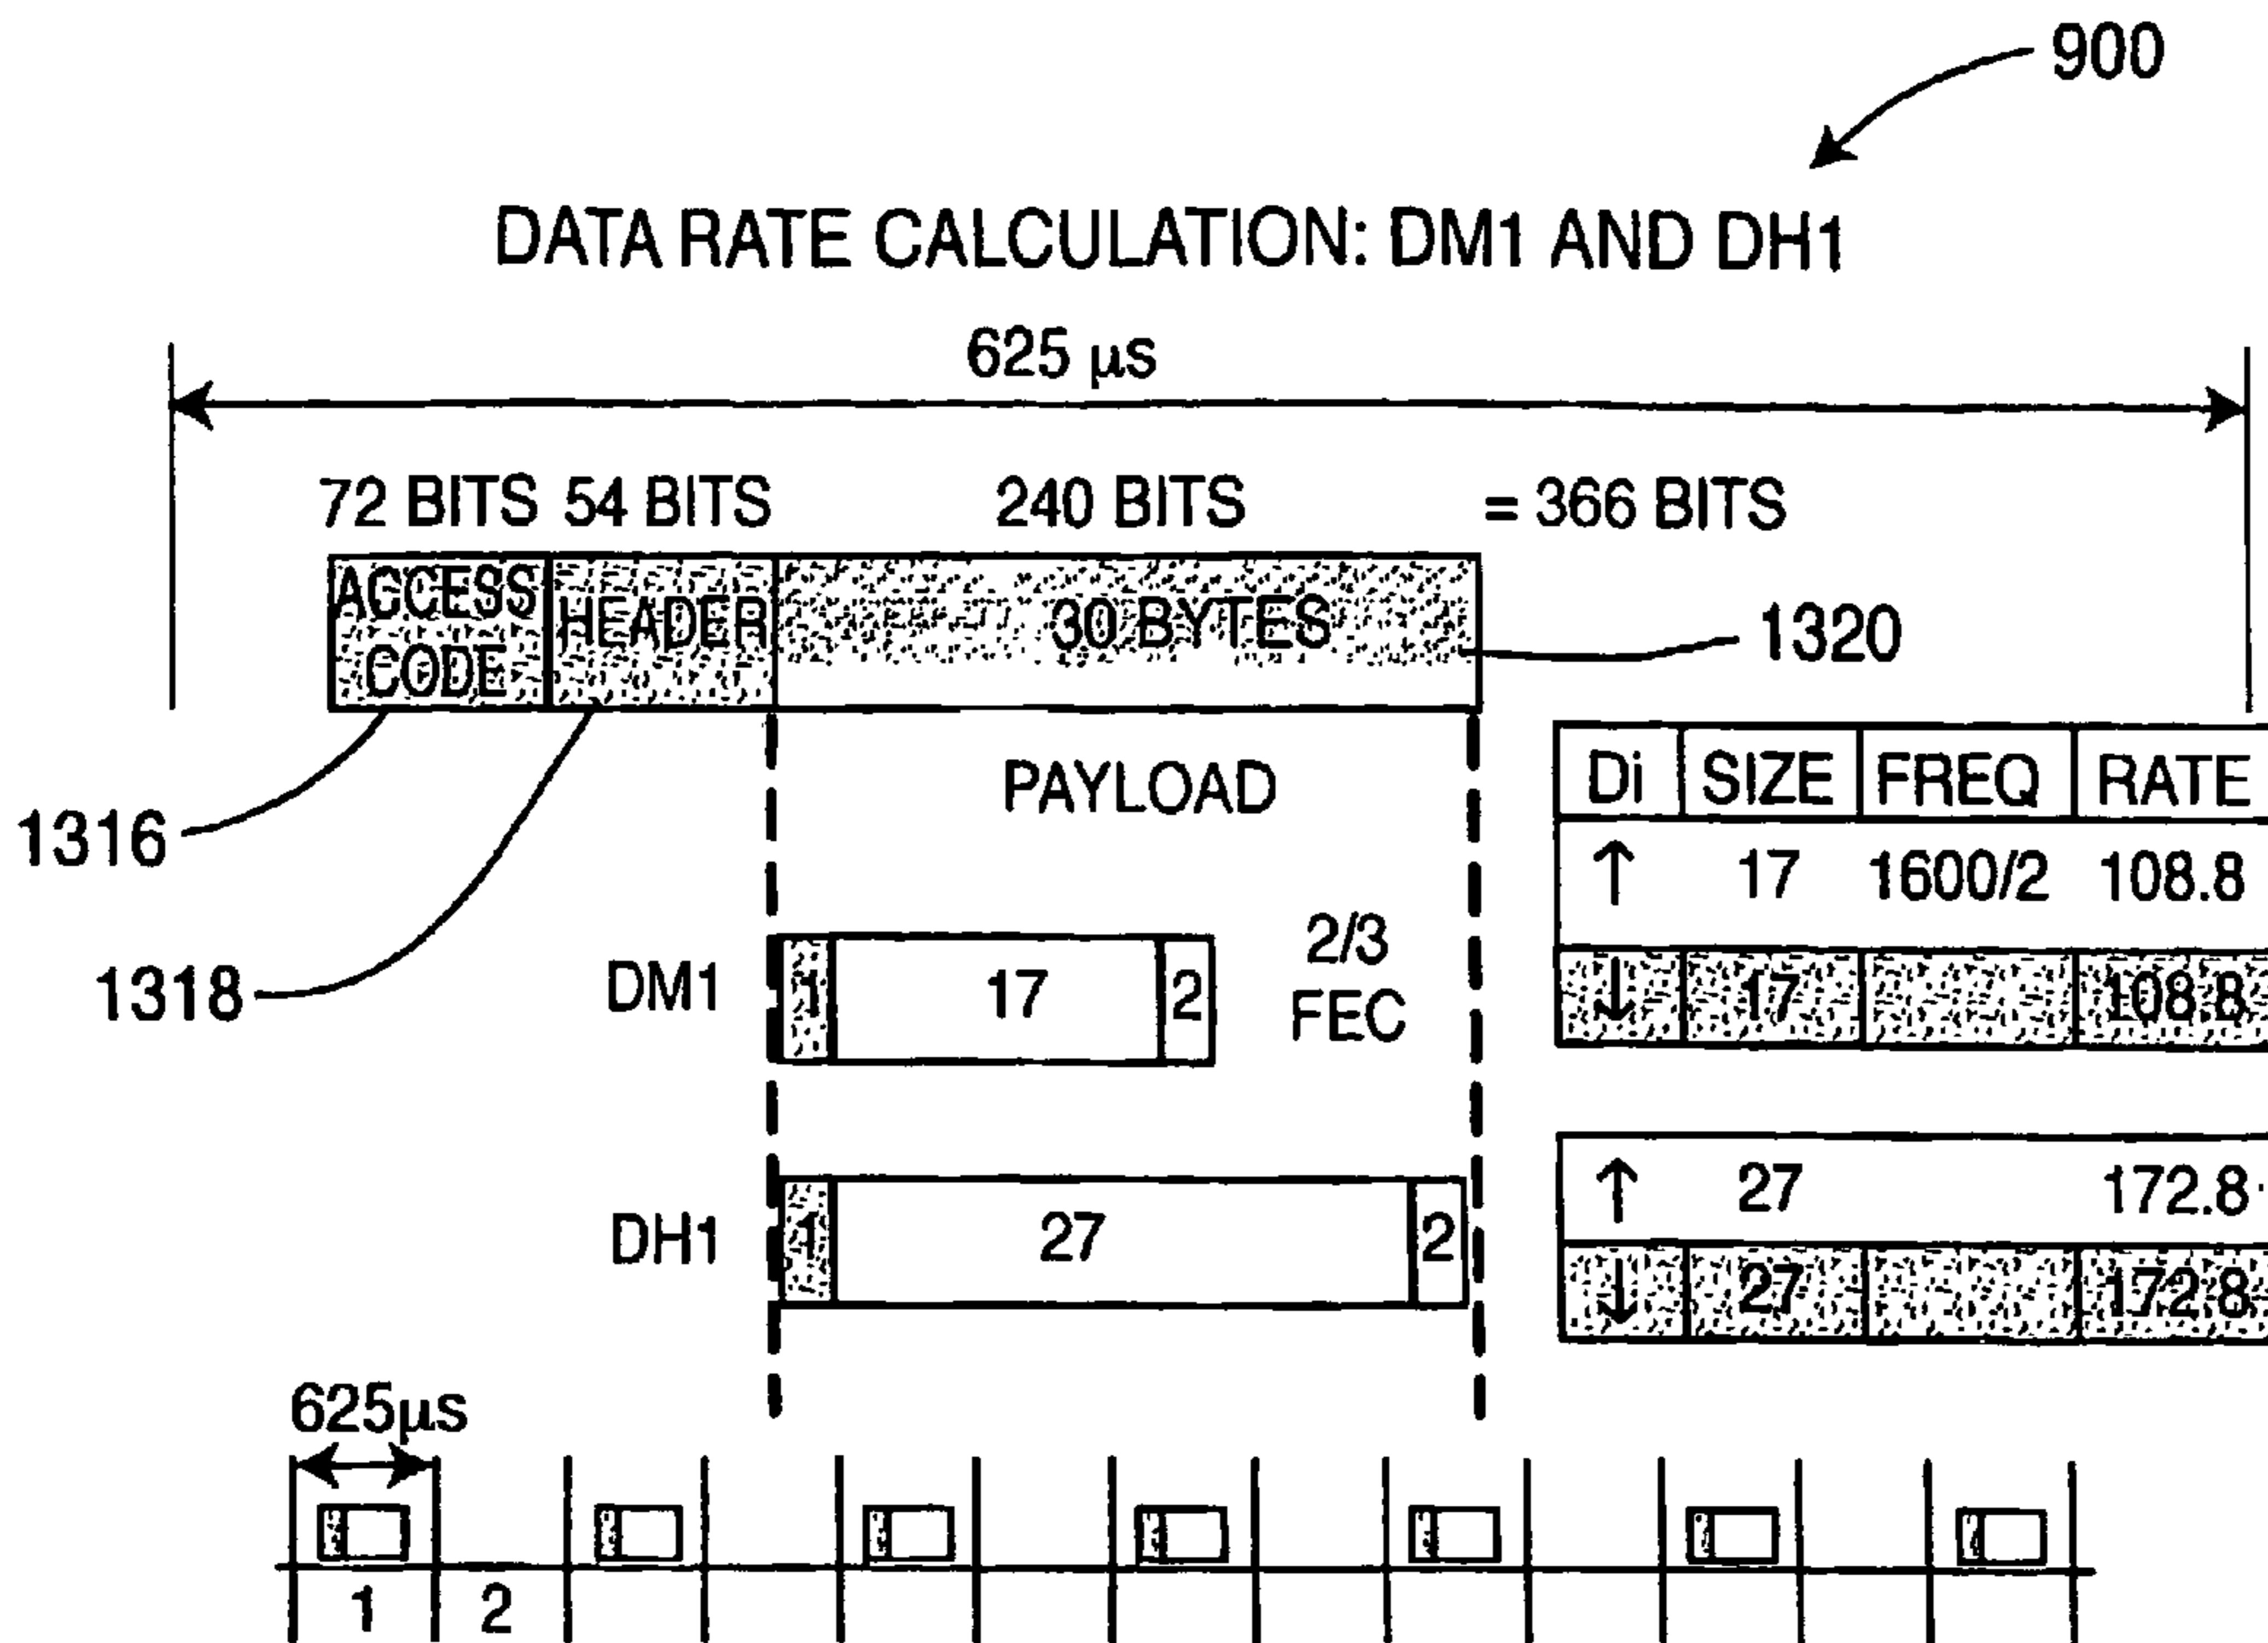 900
DATA RATE CALCULATION: DM1 AND DH1
625 µs
72 BITS 54 BITS 240 BITS = 366 BITS
ACCESS CODE HEADER 30 BYTES
1320
PAYLOAD
1316
1318
Di SIZE FREQ RATE
↑ 17 1600/2 108.8
↓ 17 108.8
DM1 1 17 2 2/3 FEC
↑ 27 172.8
↓ 27 172.8
DH1 1 27 2
625µs
1 2